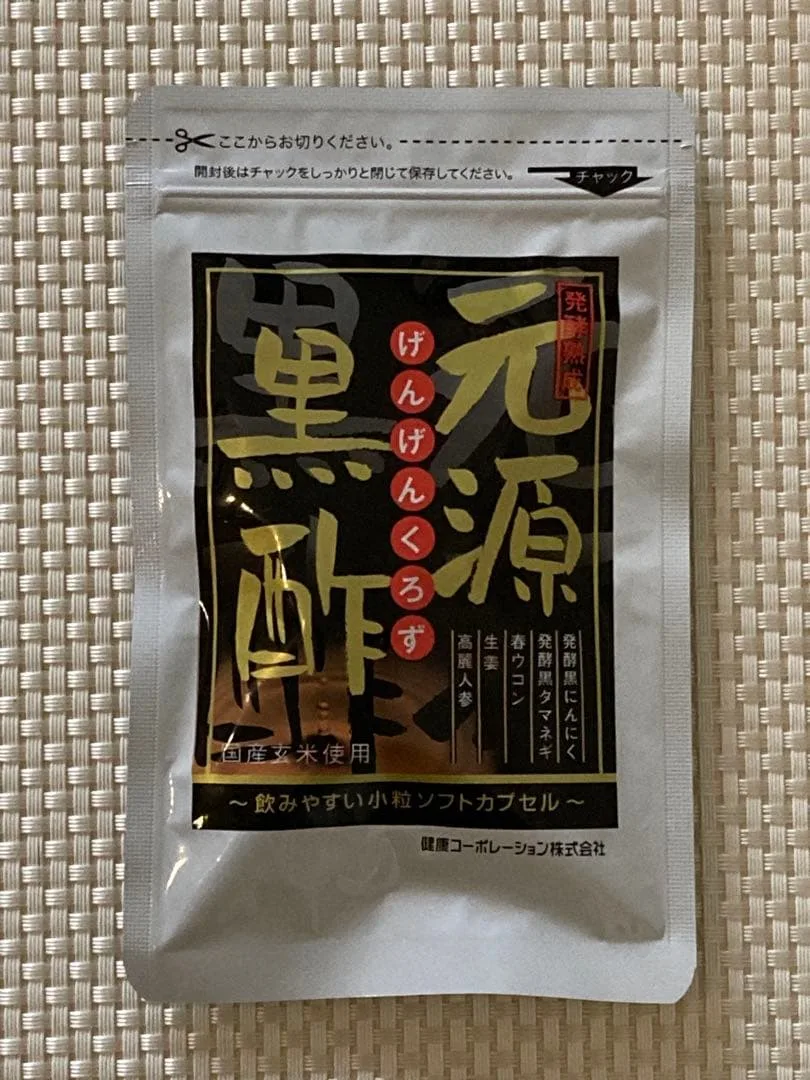 ここからお切りください。
開封後はチャックをしっかりと閉じて保存してください。
チャック
発酵熟成
元源
げんげんくろず
黒酢
発酵黒にんにく
発酵黒タマネギ
春ウコン
生姜
高麗人参
国産玄米使用
～飲みやすい小粒ソフトカプセル～
健康コーポレーション株式会社